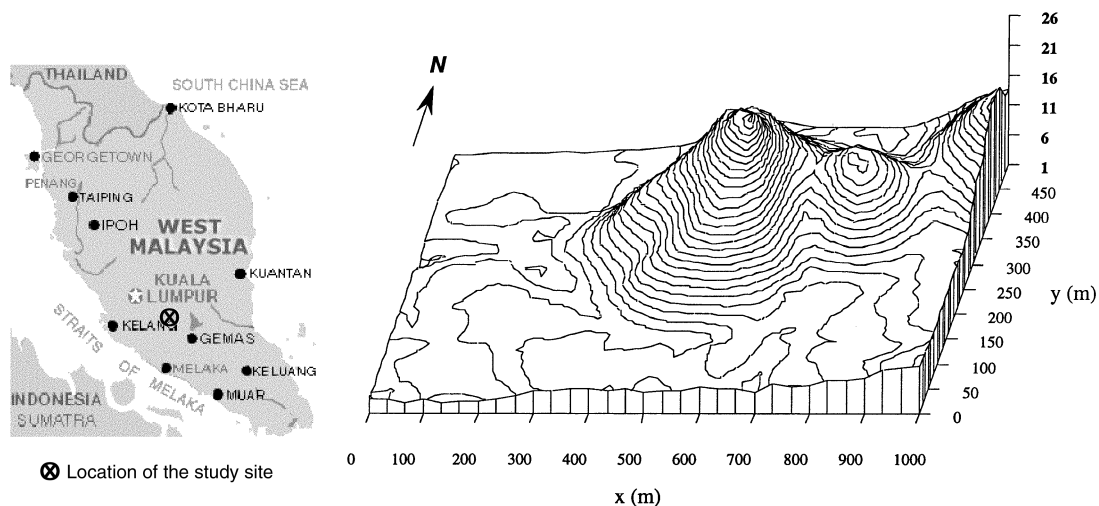 THAILAND
SOUTH CHINA SEA
KOTA BHARU
GEORGETOWN
PENANG
TAIPING
IPOH
WEST
MALAYSIA
KUANTAN
KUALA
LUMPUR
KELAN
GEMAS
STRAITS OF MELAKA
MELAKA
KELUANG
MUAR
INDONESIA
SUMATRA
Location of the study site
N
26
21
16
11
6
1
450
400
350
300
250
200
150
100
50
0
y (m)
0 100 200 300 400 500 600 700 800 900 1000
x (m)